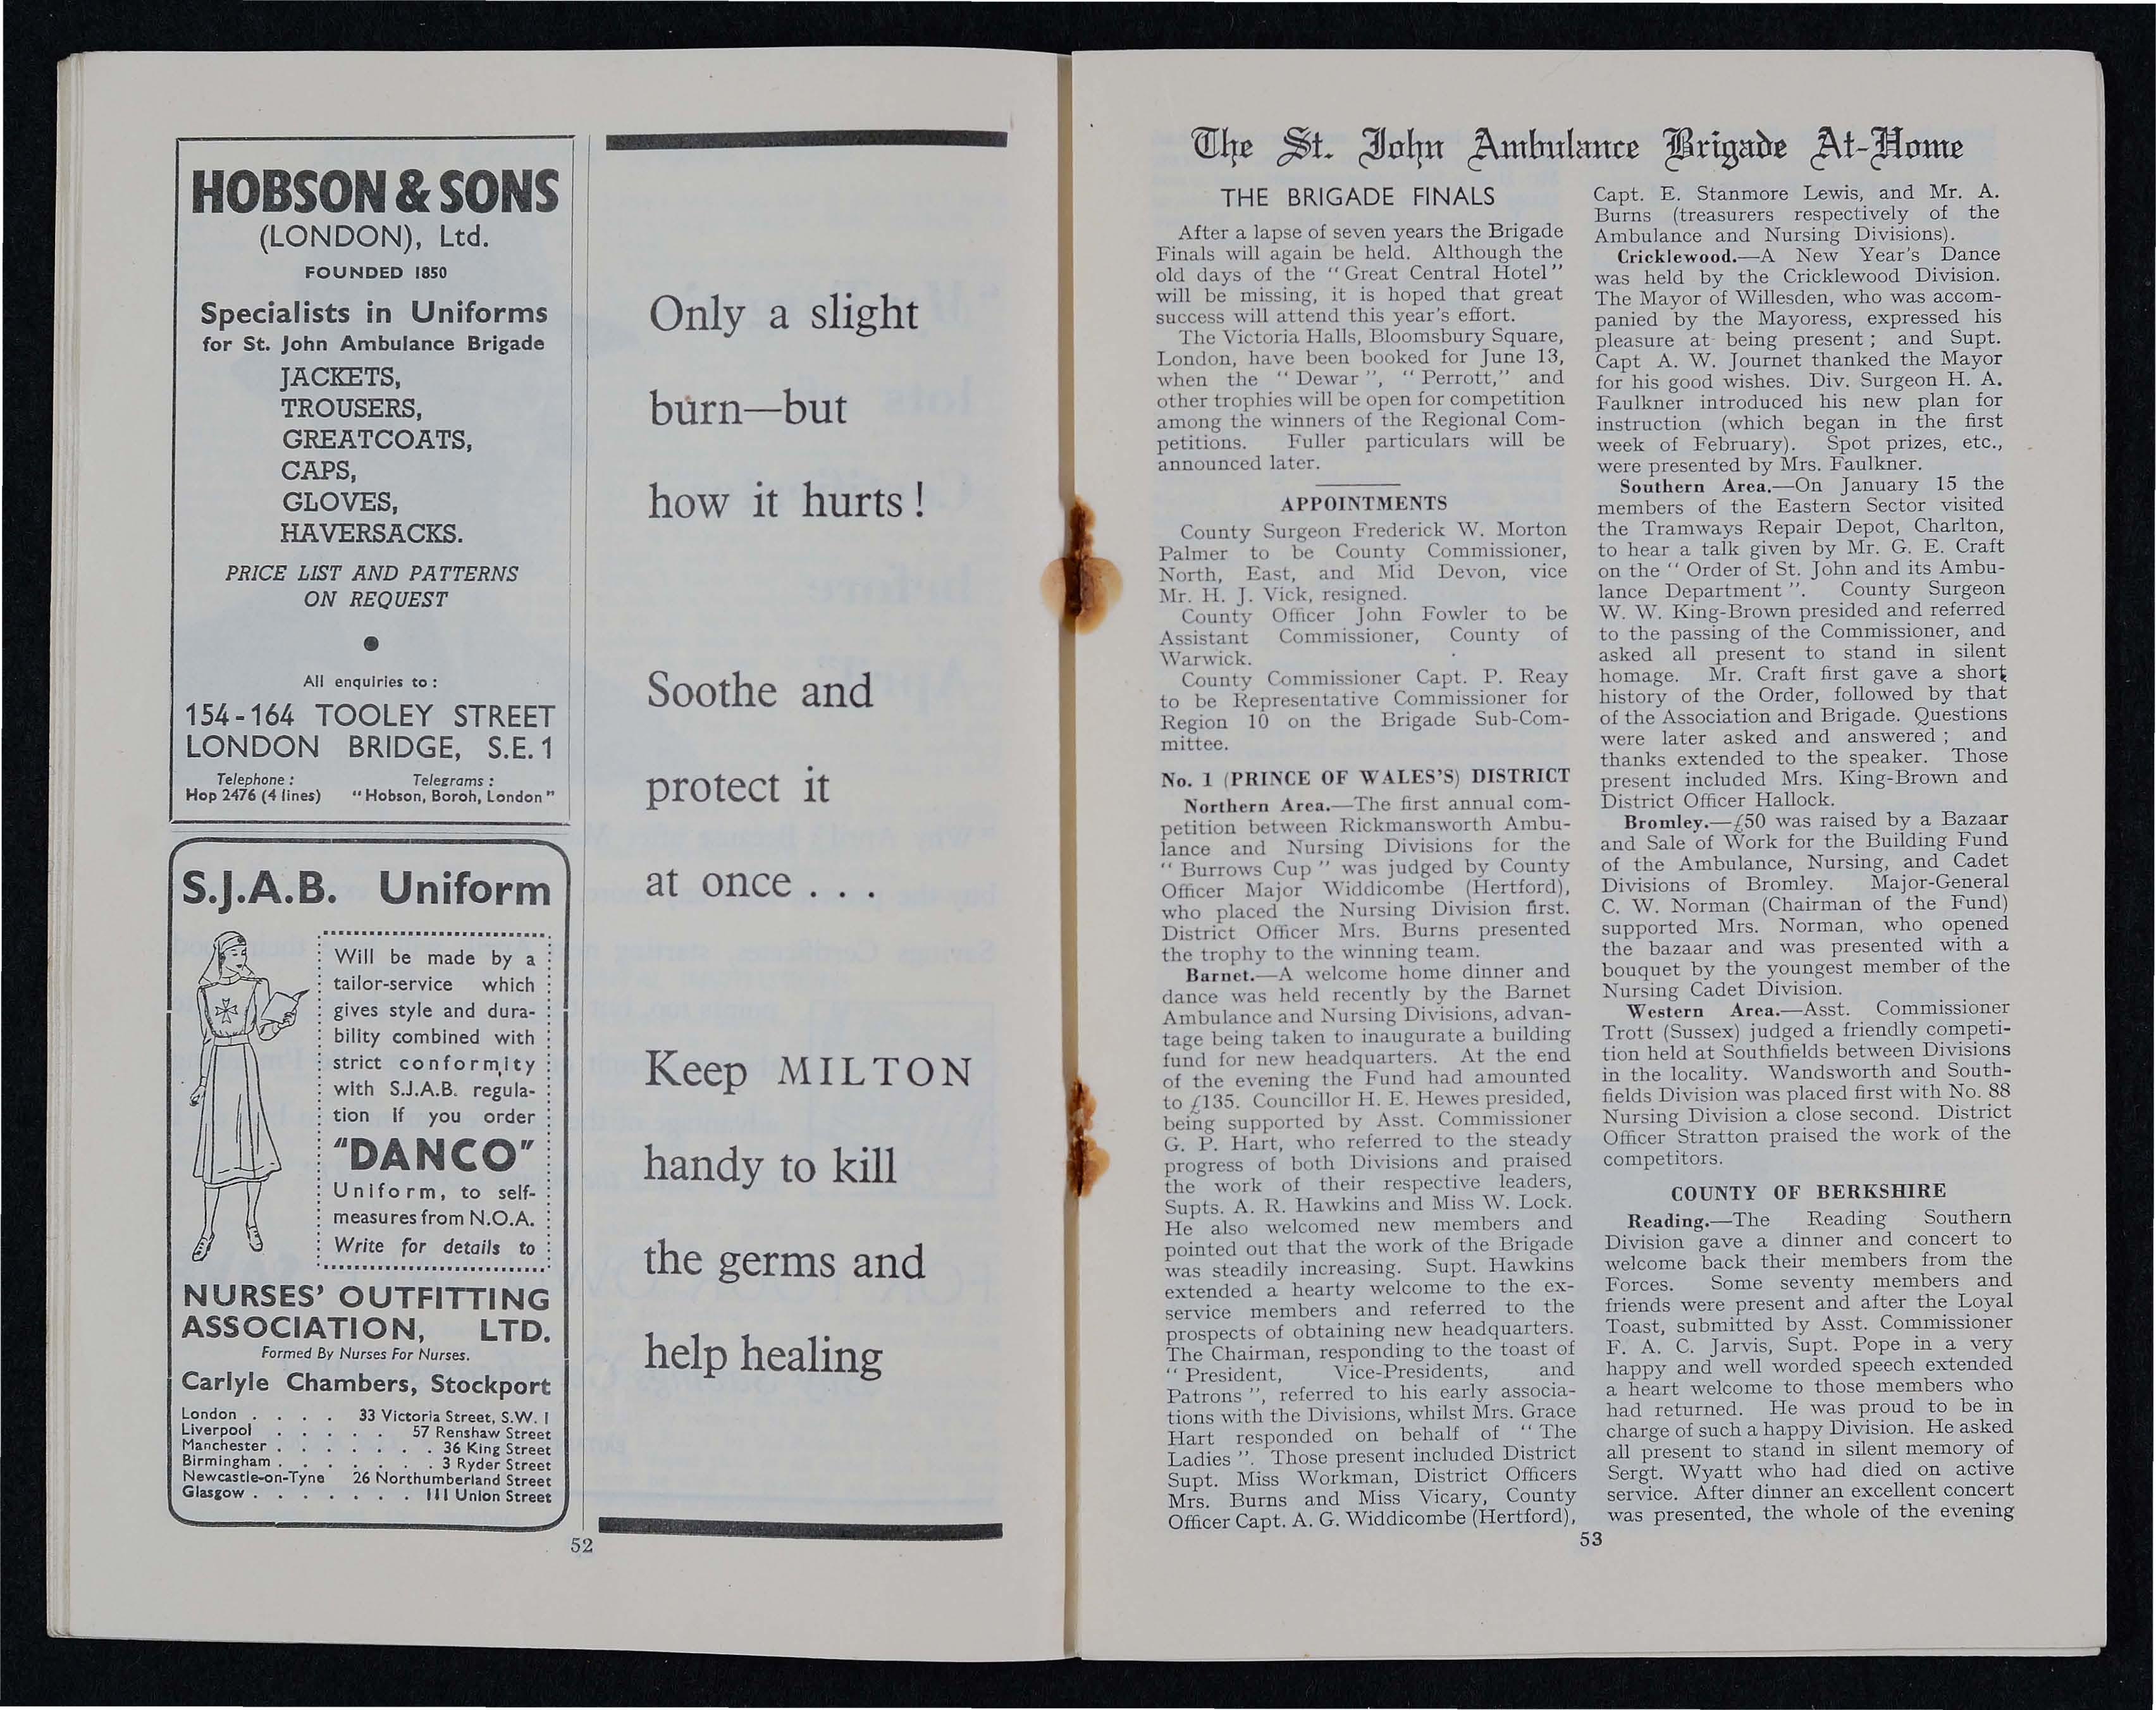 HOBSON & SONS
(LONDON), Ltd.
FOUNDED 1850
Specialists in Uniforms
for St. John Ambulance Brigade
JACKETS,
TROUSERS,
GREATCOATS,
CAPS,
GLOVES,
HAVERSACKS.
PRICE LIST AND PATTERNS
ON REQUEST
All enquiries to :
154-164 TOOLEY STREET
LONDON BRIDGE, S.E. 1
Telephone : Telegrams :
Hop 2476 (4 lines) "Hobson, Boroh, London"
S.J.A.B. Uniform
Will be made by a
tailor-service which
gives style and dura-
bility combined with
strict conformity
with S.J.A.B. regula-
tion if you order
"DANCO"
Uniform, to self-
measures from N.O.A.
Write for details to
NURSES' OUTFITTING
ASSOCIATION, LTD.
Formed By Nurses For Nurses.
Carlyle Chambers, Stockport
London . . . . 33 Victoria Street, S.W. 1
Liverpool . . . . . . . 57 Renshaw Street
Manchester . . . . . . . 36 King Street
Birmingham . . . . . . . 3 Ryder Street
Newcastle-on-Tyne 26 Northumberland Street
Glasgow . . . . . . . . 111 Union Street
Only a slight
burn—but
how it hurts !
Soothe and
protect it
at once . . .
Keep MILTON
handy to kill
the germs and
help healing
52
The St. John Ambulance Brigade At-Home
THE BRIGADE FINALS
After a lapse of seven years the Brigade
Finals will again be held. Although the
old days of the "Great Central Hotel"
will be missing, it is hoped that great
success will attend this year's effort.
The Victoria Halls, Bloomsbury Square,
London, have been booked for June 13,
when the " Dewar ", " Perrott," and
other trophies will be open for competition
among the winners of the Regional Com-
petitions. Fuller particulars will be
announced later.
APPOINTMENTS
County Surgeon Frederick W. Morton
Palmer to be County Commissioner,
North, East, and Mid Devon, vice
Mr. H. J. Vick, resigned.
County Officer John Fowler to be
Assistant Commissioner, County of
Warwick.
County Commissioner Capt. P. Reay
to be Representative Commissioner for
Region 10 on the Brigade Sub-Com-
mittee.
No. 1 (PRINCE OF WALES'S) DISTRICT
Northern Area.—The first annual com-
petition between Rickmansworth Ambu-
lance and Nursing Divisions for the
" Burrows Cup " was judged by County
Officer Major Widdicombe (Hertford),
who placed the Nursing Division first.
District Officer Mrs. Burns presented
the trophy to the winning team.
Barnet.—A welcome home dinner and
dance was held recently by the Barnet
Ambulance and Nursing Divisions, advan-
tage being taken to inaugurate a building
fund for new headquarters. At the end
of the evening the Fund had amounted
to £135. Councillor H. E. Hewes presided,
being supported by Asst. Commissioner
G. P. Hart, who referred to the steady
progress of both Divisions and praised
the work of their respective leaders,
Supts. A. R. Hawkins and Miss W. Lock.
He also welcomed new members and
pointed out that the work of the Brigade
was steadily increasing. Supt. Hawkins
extended a hearty welcome to the ex-
service members and referred to the
prospects of obtaining new headquarters.
The Chairman, responding to the toast of
" President, Vice-Presidents, and
Patrons ", referred to his early associa-
tions with the Divisions, whilst Mrs. Grace
Hart responded on behalf of " The
Ladies ". Those present included District
Supt. Miss Workman, District Officers
Mrs. Burns and Miss Vicary, County
Officer Capt. A. G. Widdicombe (Hertford),
Capt. E. Stanmore Lewis, and Mr. A.
Burns (treasurers respectively of the
Ambulance and Nursing Divisions).
Cricklewood.—A New Year's Dance
was held by the Cricklewood Division.
The Mayor of Willesden, who was accom-
panied by the Mayoress, expressed his
pleasure at being present ; and Supt.
Capt A. W. Journet thanked the Mayor
for his good wishes. Div. Surgeon H. A.
Faulkner introduced his new plan for
instruction (which began in the first
week of February). Spot prizes, etc.,
were presented by Mrs. Faulkner.
Southern Area.—On January 15 the
members of the Eastern Sector visited
the Tramways Repair Depot, Charlton,
to hear a talk given by Mr. G. E. Craft
on the " Order of St. John and its Ambu-
lance Department ". County Surgeon
W. W. King-Brown presided and referred
to the passing of the Commissioner, and
asked all present to stand in silent
homage. Mr. Craft first gave a short
history of the Order, followed by that
of the Association and Brigade. Questions
were later asked and answered ; and
thanks extended to the speaker. Those
present included Mrs. King-Brown and
District Officer Hallock.
Bromley.—£50 was raised by a Bazaar
and Sale of Work for the Building Fund
of the Ambulance, Nursing, and Cadet
Divisions of Bromley. Major-General
C. W. Norman (Chairman of the Fund)
supported Mrs. Norman, who opened
the bazaar and was presented with a
bouquet by the youngest member of the
Nursing Cadet Division.
Western Area.—Asst. Commissioner
Trott (Sussex) judged a friendly competi-
tion held at Southfields between Divisions
in the locality. Wandsworth and South-
fields Division was placed first with No. 88
Nursing Division a close second. District
Officer Stratton praised the work of the
competitors.
COUNTY OF BERKSHIRE
Reading.—The Reading Southern
Division gave a dinner and concert to
welcome back their members from the
Forces. Some seventy members and
friends were present and after the Loyal
Toast, submitted by Asst. Commissioner
F. A. C. Jarvis, Supt. Pope in a very
happy and well worded speech extended
a heart welcome to those members who
had returned. He was proud to be in
charge of such a happy Division. He asked
all present to stand in silent memory of
Sergt. Wyatt who had died on active
service. After dinner an excellent concert
was presented, the whole of the evening
53